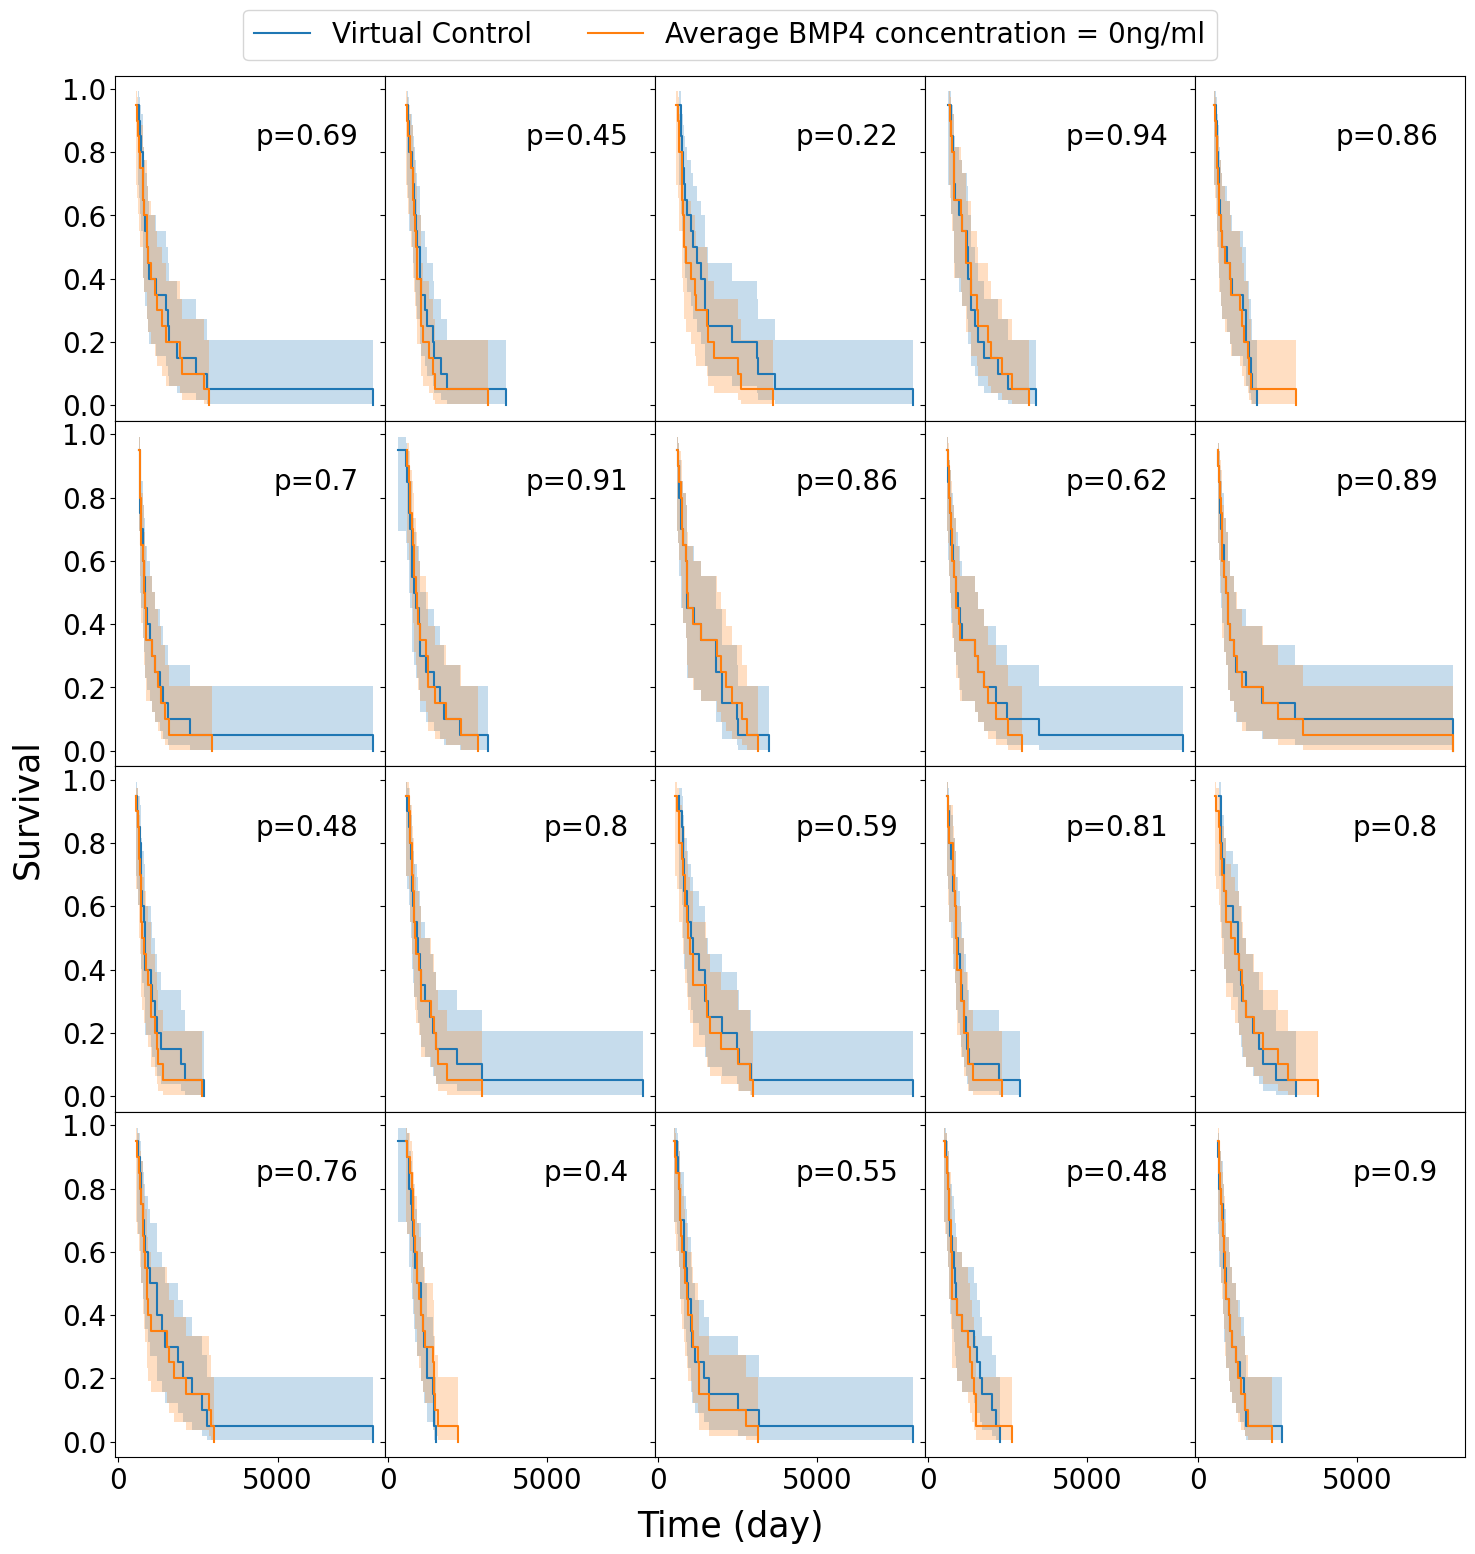 Virtual Control Average BMP4 concentration = 0ng/ml
1.0 p=0.69 p=0.45 p=0.22 p=0.94 p=0.86
0.8
0.6
0.4
0.2
0.0
1.0 p=0.7 p=0.91 p=0.86 p=0.62 p=0.89
0.8
0.6
0.4
0.2
0.0
Survival
1.0 p=0.48 p=0.8 p=0.59 p=0.81 p=0.8
0.8
0.6
0.4
0.2
0.0
1.0 p=0.76 p=0.4 p=0.55 p=0.48 p=0.9
0.8
0.6
0.4
0.2
0.0
0 5000 0 5000 0 5000 0 5000 0 5000
Time (day)